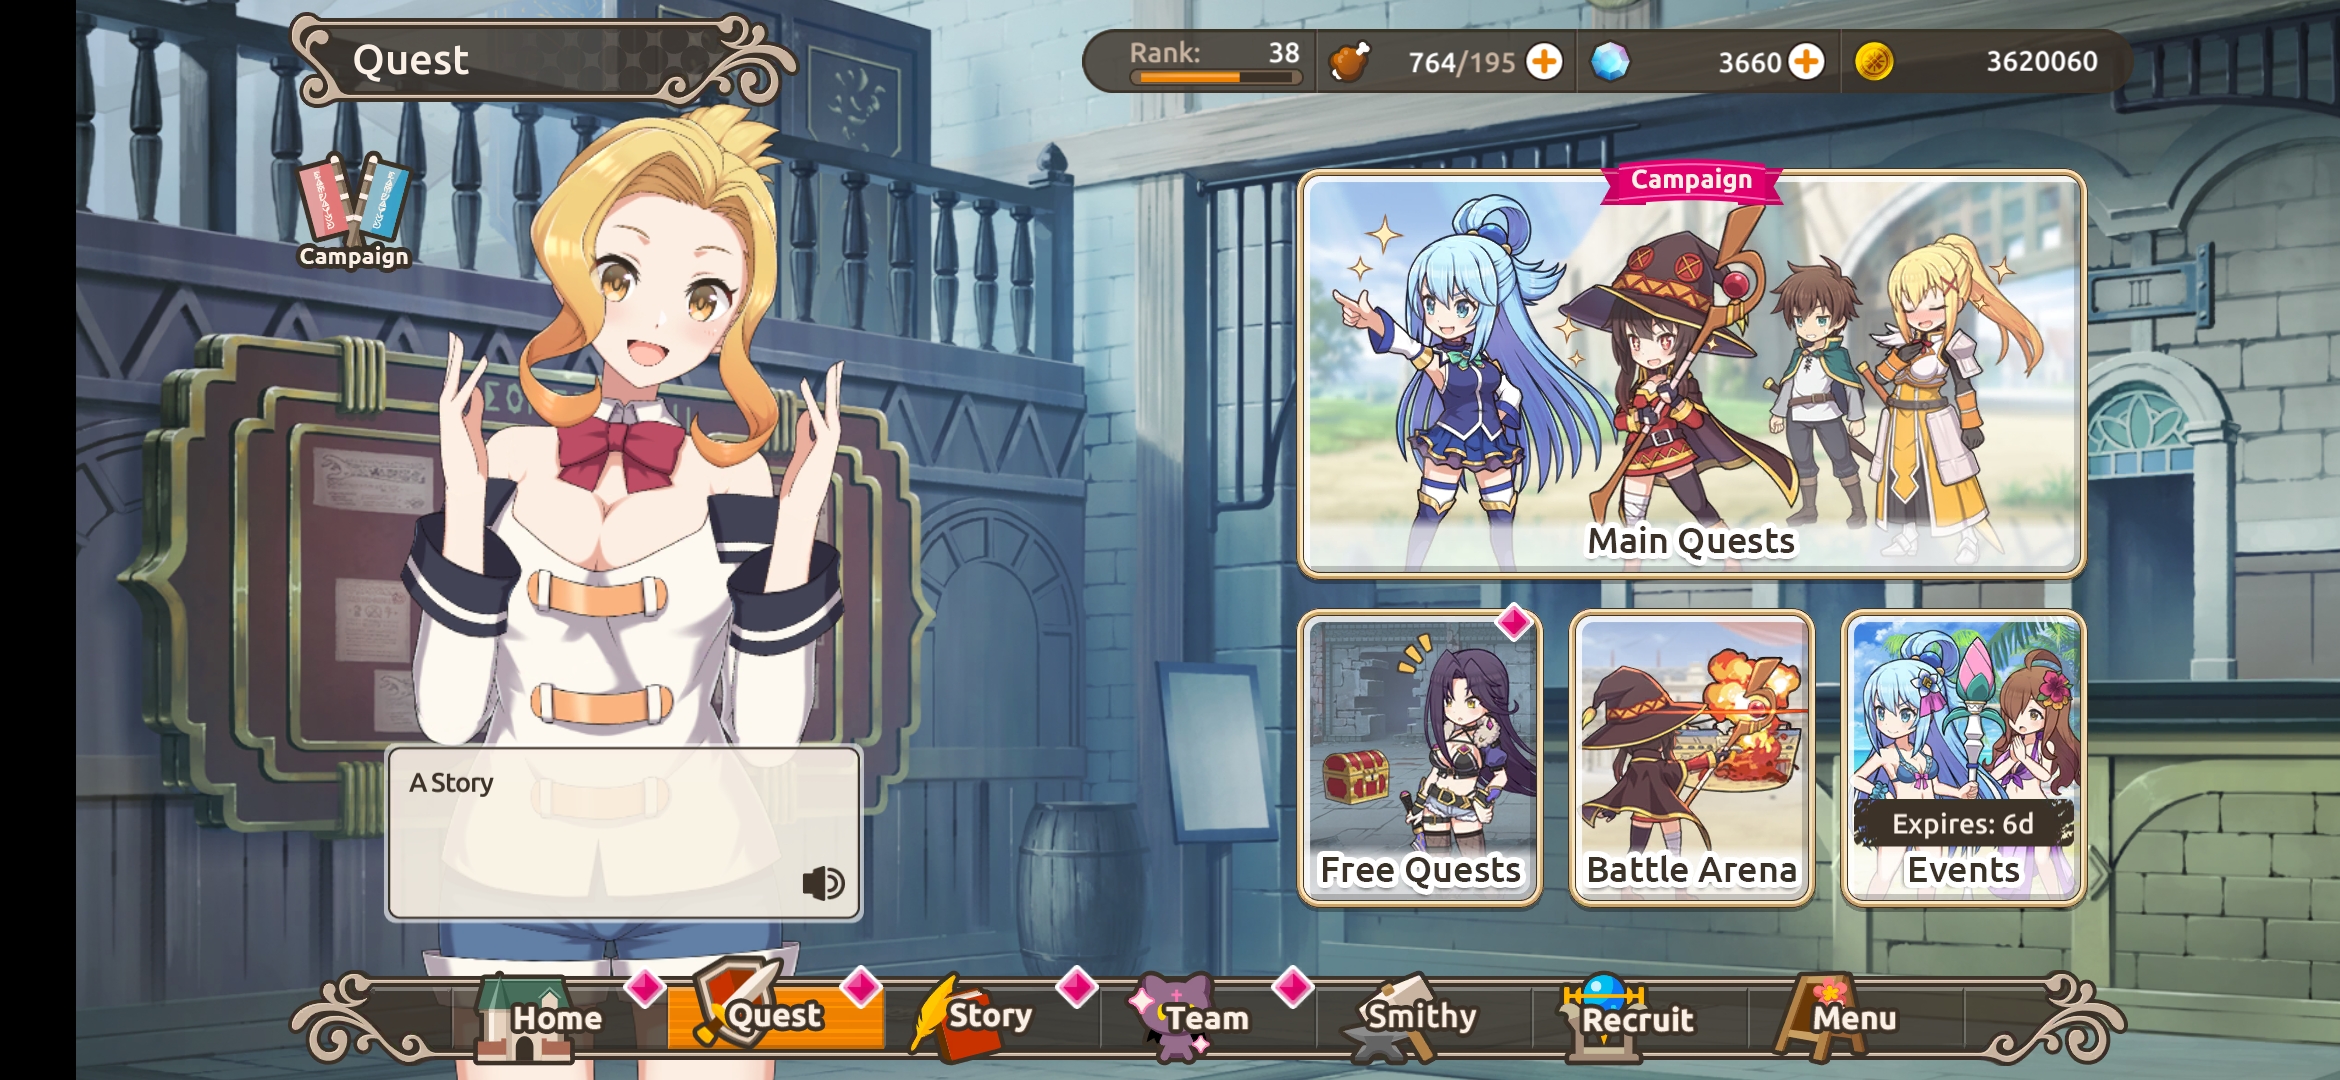 Quest
Rank: 38
764/195
3660
3620060
Campaign
Campaign
Main Quests
Free Quests
Battle Arena
Expires: 6d
Events
A Story
Home
Quest
Story
Team
Smithy
Recruit
Menu